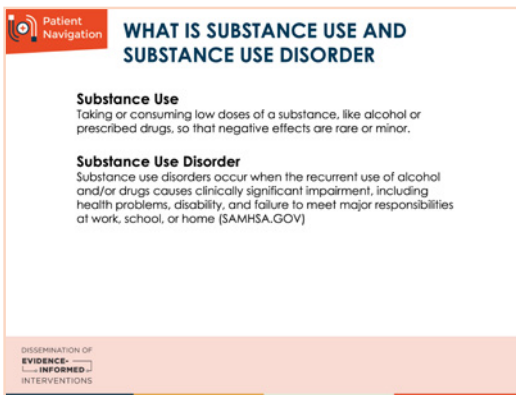 Patient
Navigation
WHAT IS SUBSTANCE USE AND
SUBSTANCE USE DISORDER
Substance Use
Taking or consuming low doses of a substance, like alcohol or
prescribed drugs, so that negative effects are rare or minor.
Substance Use Disorder
Substance use disorders occur when the recurrent use of alcohol
and/or drugs causes clinically significant impairment, including
health problems, disability, and failure to meet major responsibilities
at work, school, or home (SAMHSA.GOV)
DISSEMINATION OF
EVIDENCE-
INFORMED
INTERVENTIONS